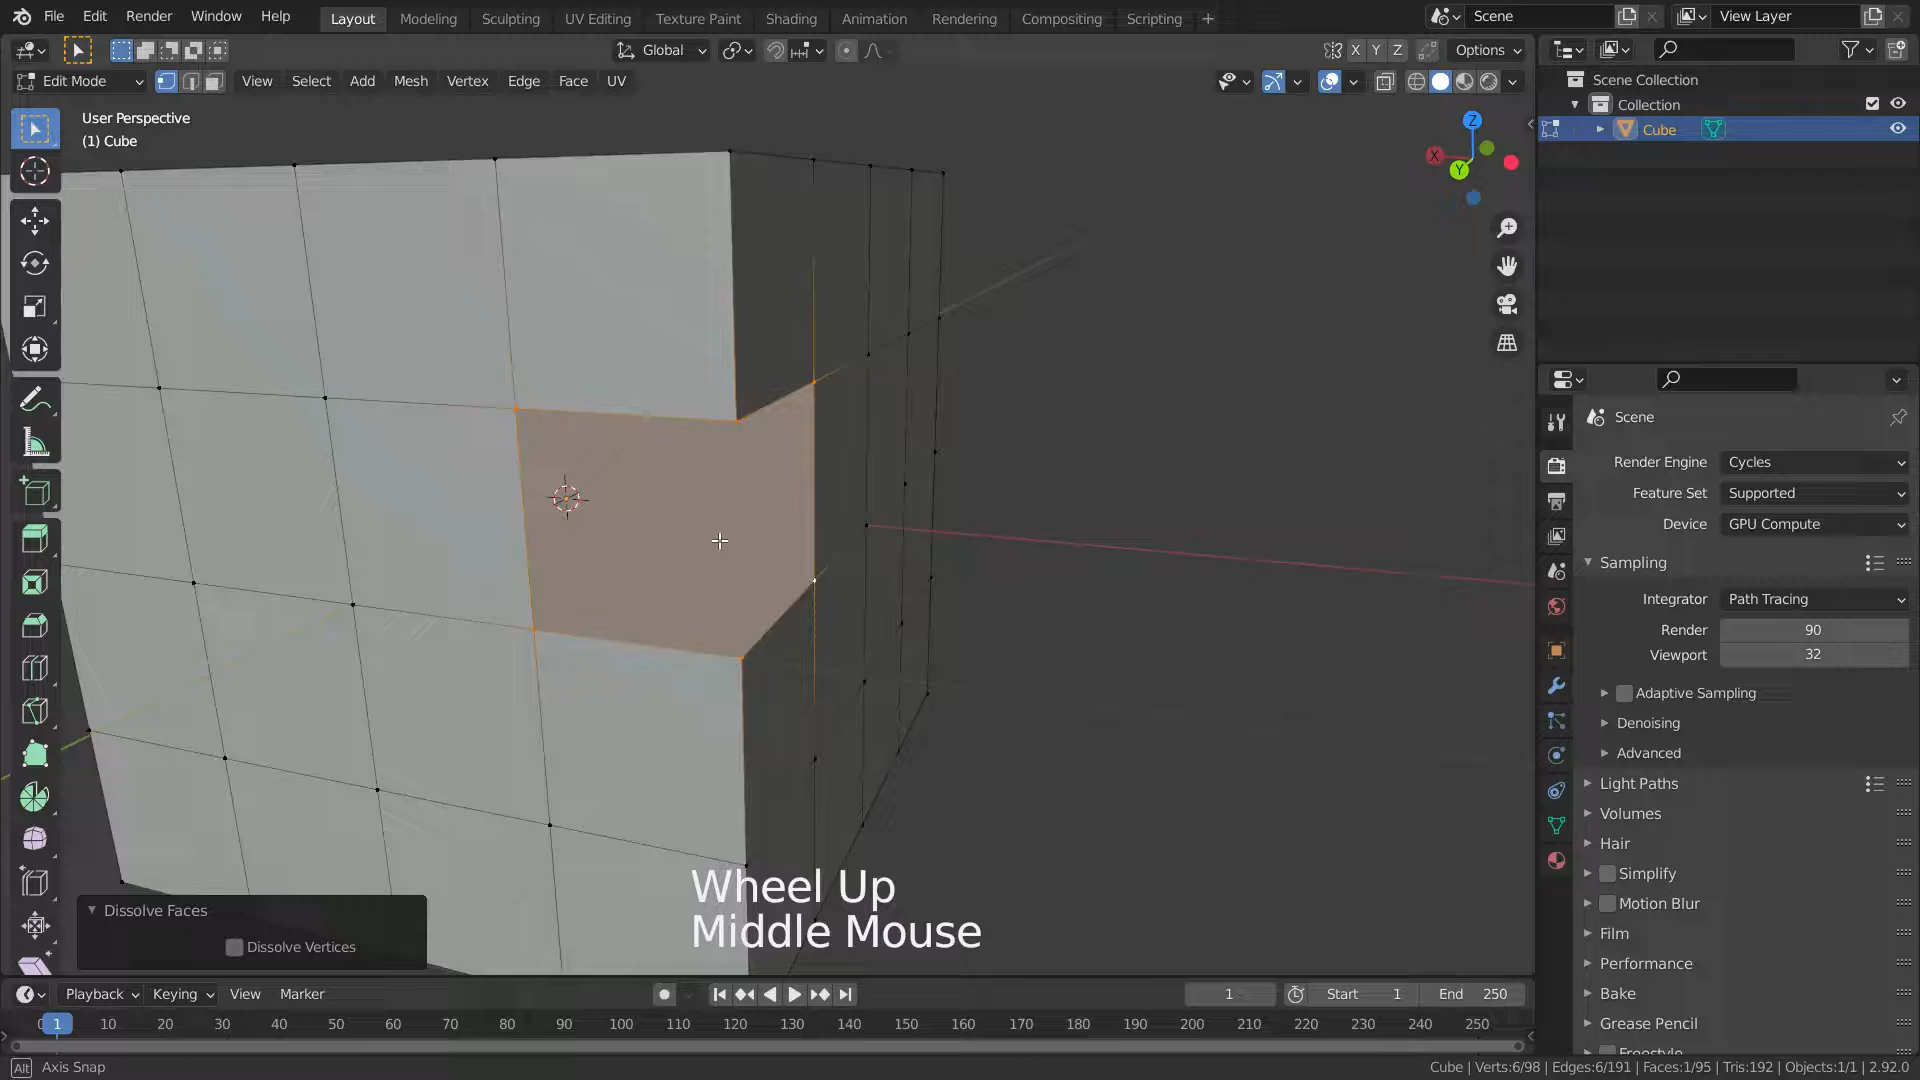 File Edit Render Window Help Layout Modeling Sculpting UV Editing Texture Paint Shading Animation Rendering Compositing Scripting + Scene View Layer
Global X Y Z Options
Edit Mode View Select Add Mesh Vertex Edge Face UV
Scene Collection
Collection
Cube
User Perspective
(1) Cube
Z
X
Y
Scene
Render Engine Cycles
Feature Set Supported
Device GPU Compute
Sampling
Integrator Path Tracing
Render 90
Viewport 32
Adaptive Sampling
Denoising
Advanced
Light Paths
Volumes
Hair
Simplify
Motion Blur
Film
Performance
Bake
Grease Pencil
Freestyle
Wheel Up
Middle Mouse
Dissolve Faces
Dissolve Vertices
Playback Keying View Marker 1 Start 1 End 250
0 1 10 20 30 40 50 60 70 80 90 100 110 120 130 140 150 160 170 180 190 200 210 220 230 240 250
Alt Axis Snap Cube | Verts:6/98 | Edges:6/191 | Faces:1/95 | Tris:192 | Objects:1/1 | 2.92.0